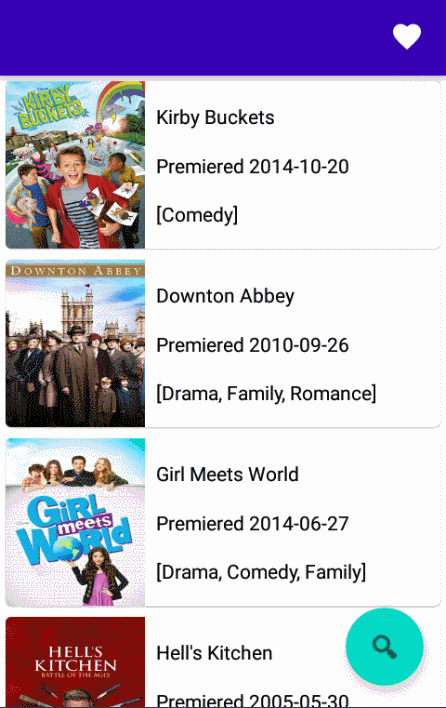 KIRBY
BUCKETS
Kirby Buckets
Premiered 2014-10-20
[Comedy]
DOWNTON ABBEY
Downton Abbey
Premiered 2010-09-26
[Drama, Family, Romance]
GiRL
meets
WORLD
Girl Meets World
Premiered 2014-06-27
[Drama, Comedy, Family]
HELL'S
KITCHEN
BATTLE OF THE AGES
Hell's Kitchen
Premiered 2005-05-30